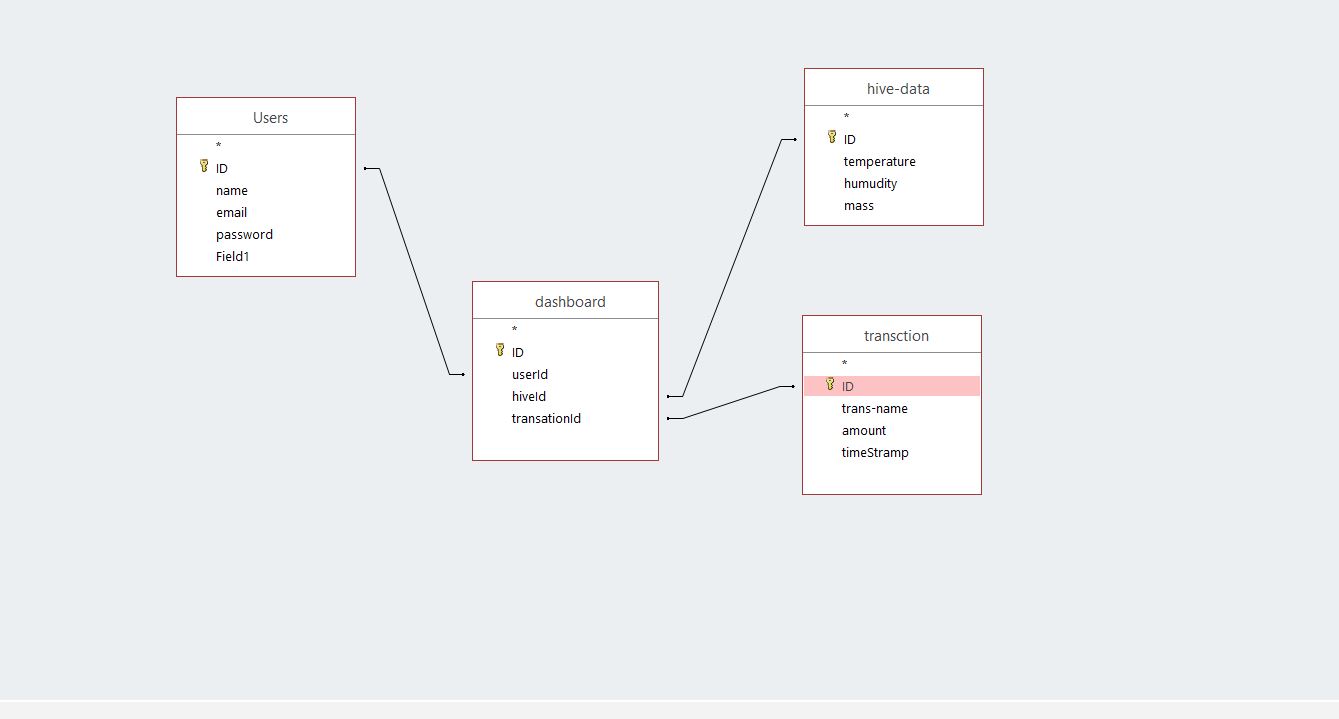 Users
*
ID
name
email
password
Field1
dashboard
*
ID
userId
hiveId
transationId
hive-data
*
ID
temperature
humudity
mass
transction
*
ID
trans-name
amount
timeStramp